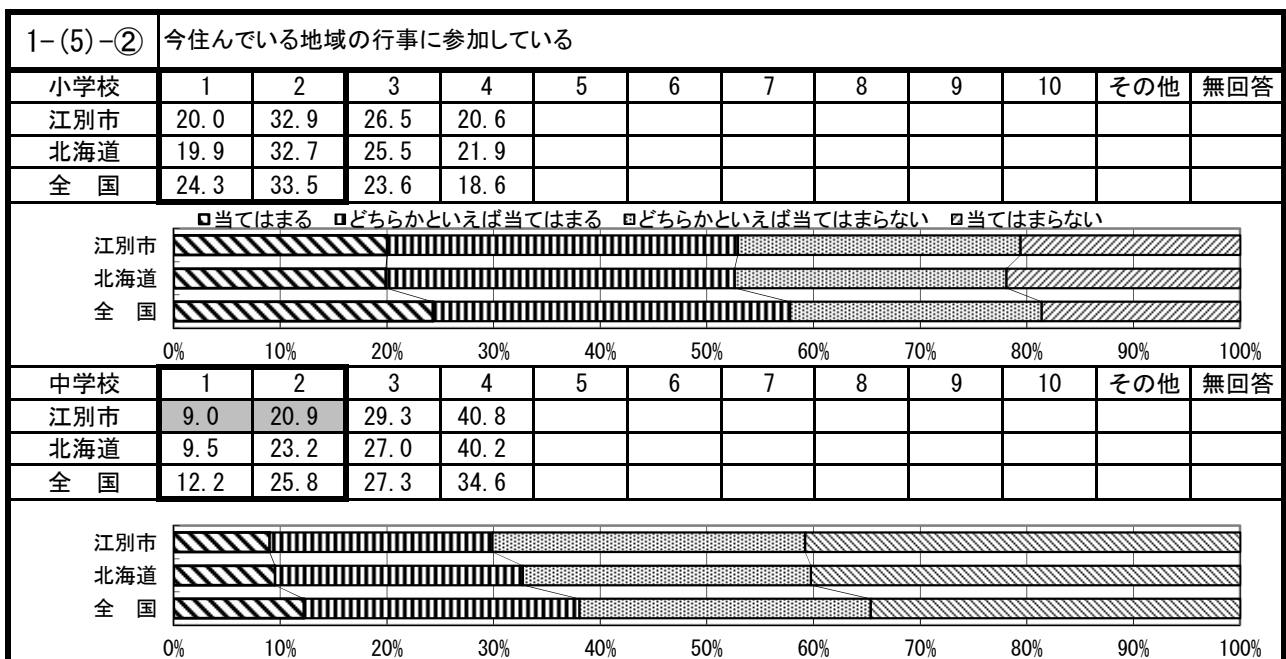 1-(5)-② 今住んでいる地域の行事に参加している
小学校 1 2 3 4 5 6 7 8 9 10 その他 無回答
江別市 20.0 32.9 26.5 20.6
北海道 19.9 32.7 25.5 21.9
全　国 24.3 33.5 23.6 18.6
当てはまる どちらかといえば当てはまる どちらかといえば当てはまらない 当てはまらない
江別市
北海道
全　国
0% 10% 20% 30% 40% 50% 60% 70% 80% 90% 100%
中学校 1 2 3 4 5 6 7 8 9 10 その他 無回答
江別市 9.0 20.9 29.3 40.8
北海道 9.5 23.2 27.0 40.2
全　国 12.2 25.8 27.3 34.6
江別市
北海道
全　国
0% 10% 20% 30% 40% 50% 60% 70% 80% 90% 100%